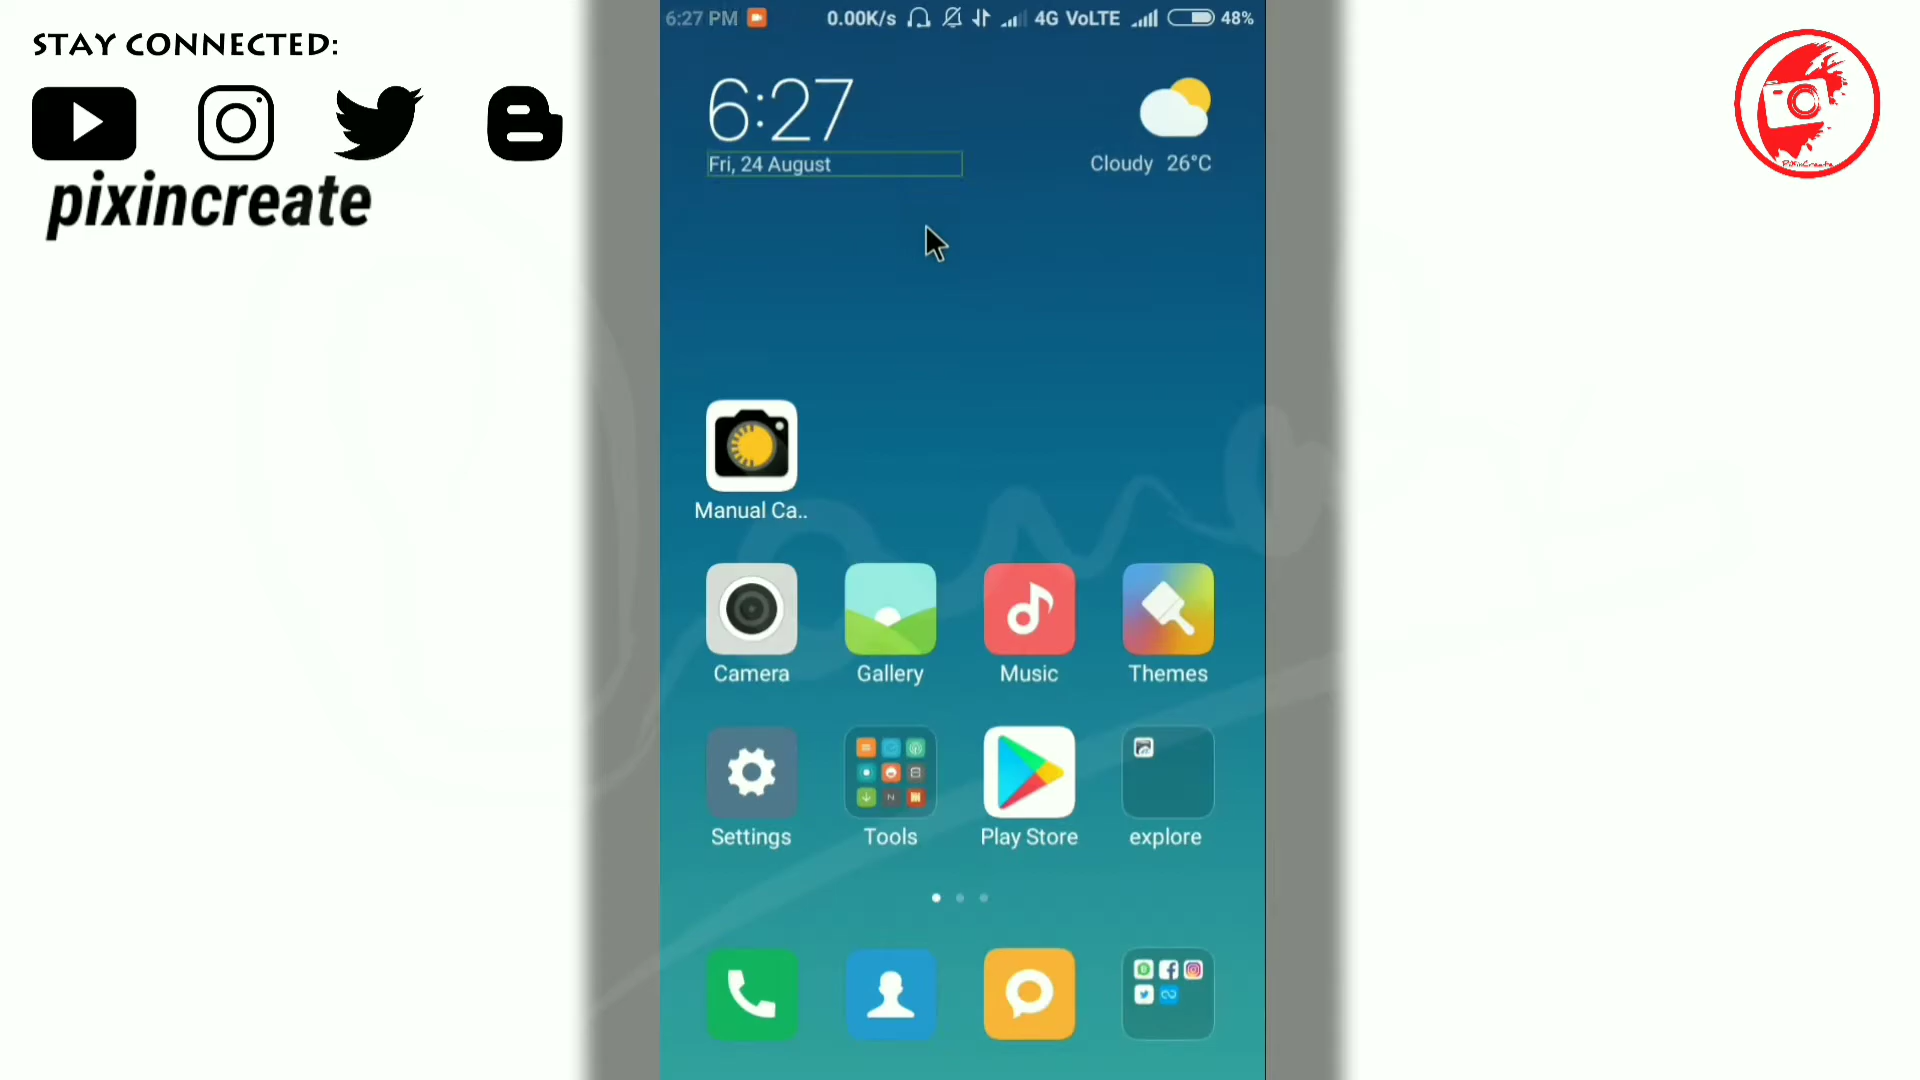 STAY CONNECTED:
pixincreate
6:27 PM 0.00K/s 4G VoLTE 48%
6:27
Fri, 24 August
Cloudy 26°C
Manual Ca..
Camera Gallery Music Themes
Settings Tools Play Store explore
PiXinCreate